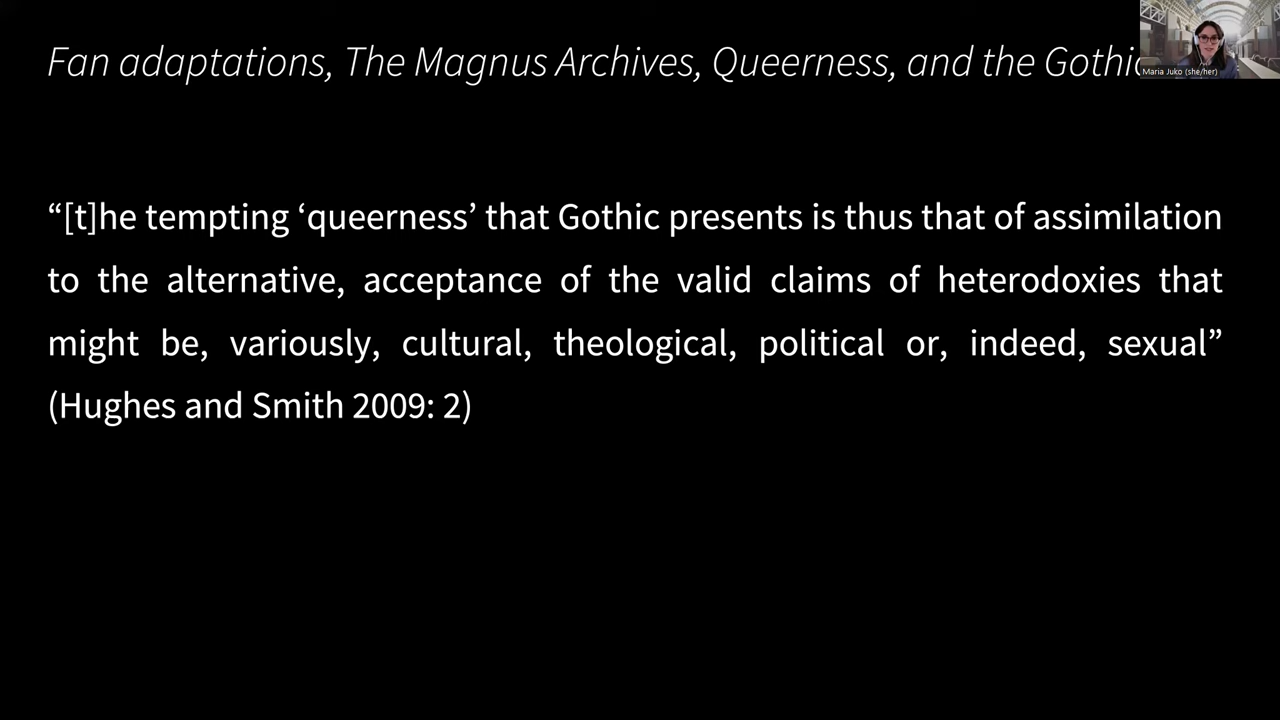 Fan adaptations, The Magnus Archives, Queerness, and the Gothic
Maria Juko (she/her)
“[t]he tempting ‘queerness’ that Gothic presents is thus that of assimilation
to the alternative, acceptance of the valid claims of heterodoxies that
might be, variously, cultural, theological, political or, indeed, sexual”
(Hughes and Smith 2009: 2)